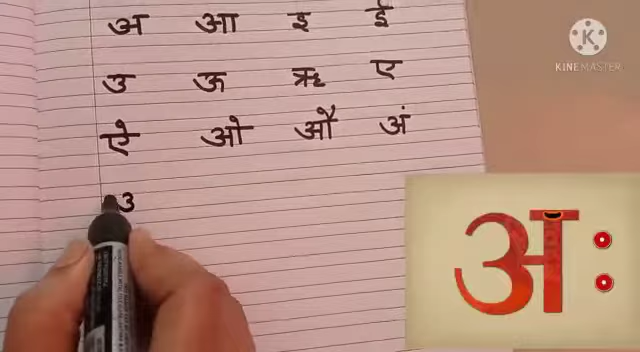 अ आ इ ई
उ ऊ ऋ ए
ऐ ओ औ अं
अः
KINEMASTER